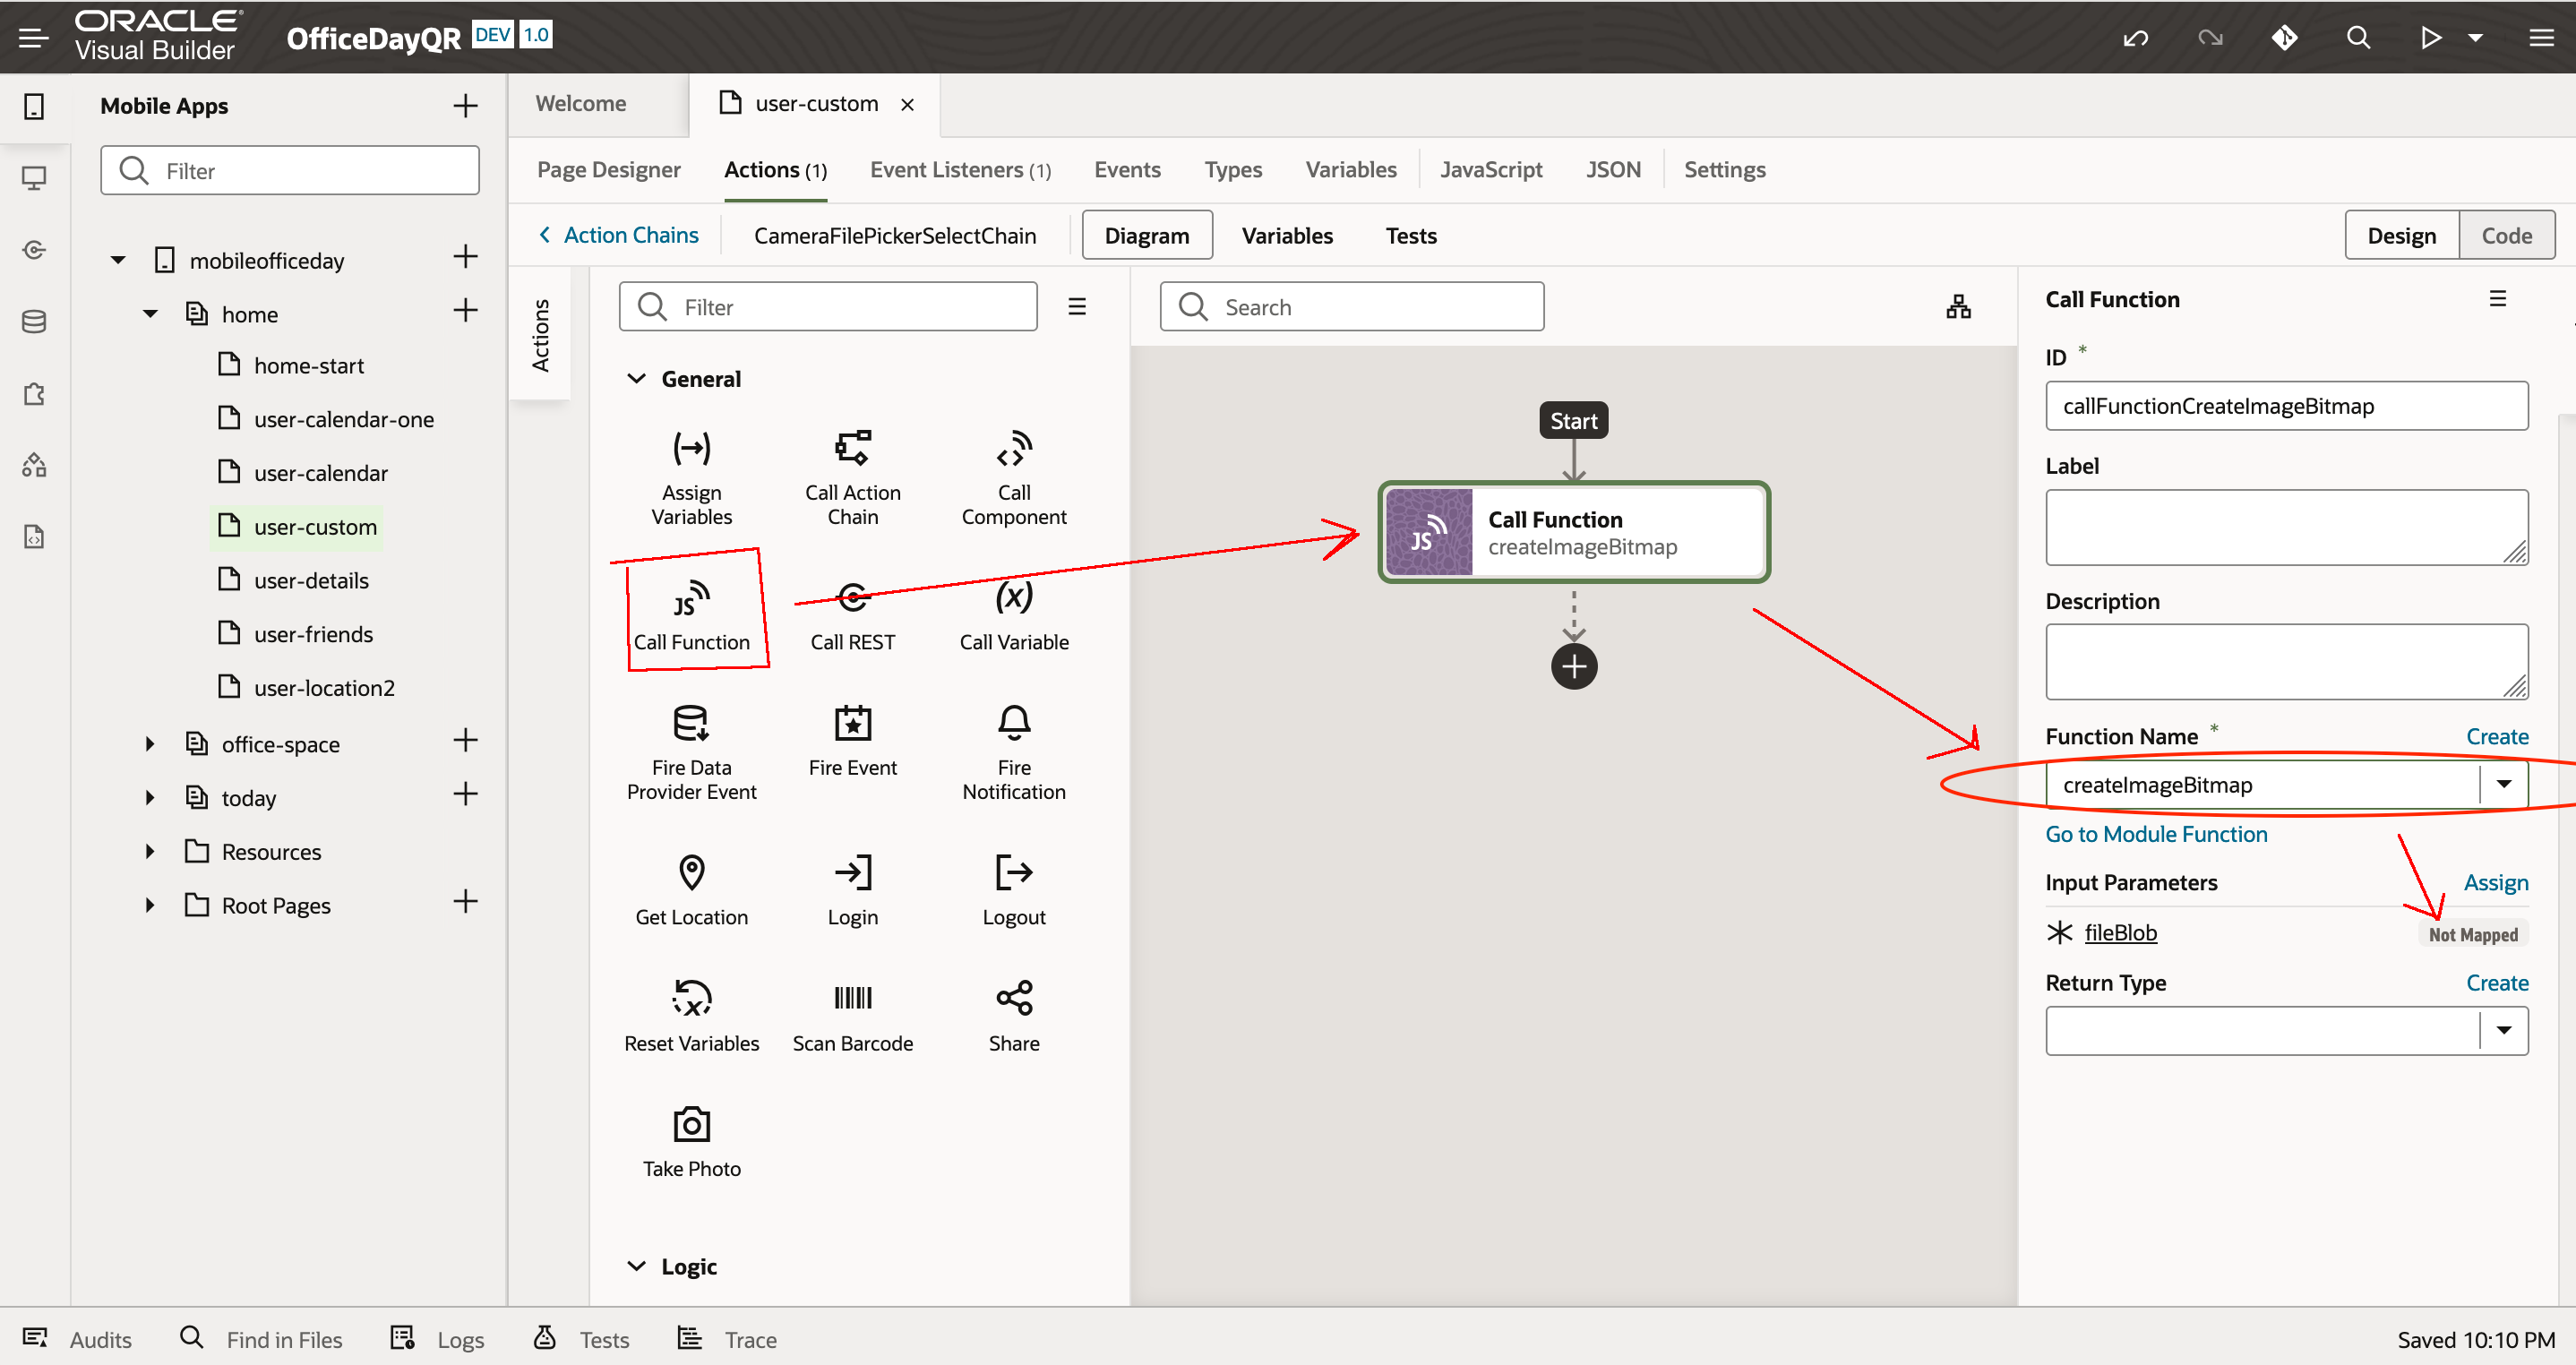 ORACLE®
Visual Builder
OfficeDayQR DEV 1.0
Mobile Apps
Filter
mobileofficeday
home
home-start
user-calendar-one
user-calendar
user-custom
user-details
user-friends
user-location2
office-space
today
Resources
Root Pages
Welcome
user-custom
Page Designer
Actions (1)
Event Listeners (1)
Events
Types
Variables
JavaScript
JSON
Settings
Action Chains
CameraFilePickerSelectChain
Diagram
Variables
Tests
Design
Code
Actions
Filter
General
Assign
Variables
Call Action
Chain
Call
Component
JS
Call Function
Call REST
(x)
Call Variable
Fire Data
Provider Event
Fire Event
Fire
Notification
Get Location
Login
Logout
x
Reset Variables
Scan Barcode
Share
Take Photo
Logic
Search
Start
JS
Call Function
createImageBitmap
Call Function
ID *
callFunctionCreateImageBitmap
Label
Description
Function Name *
Create
createImageBitmap
Go to Module Function
Input Parameters
Assign
fileBlob
Not Mapped
Return Type
Create
Audits
Find in Files
Logs
Tests
Trace
Saved 10:10 PM